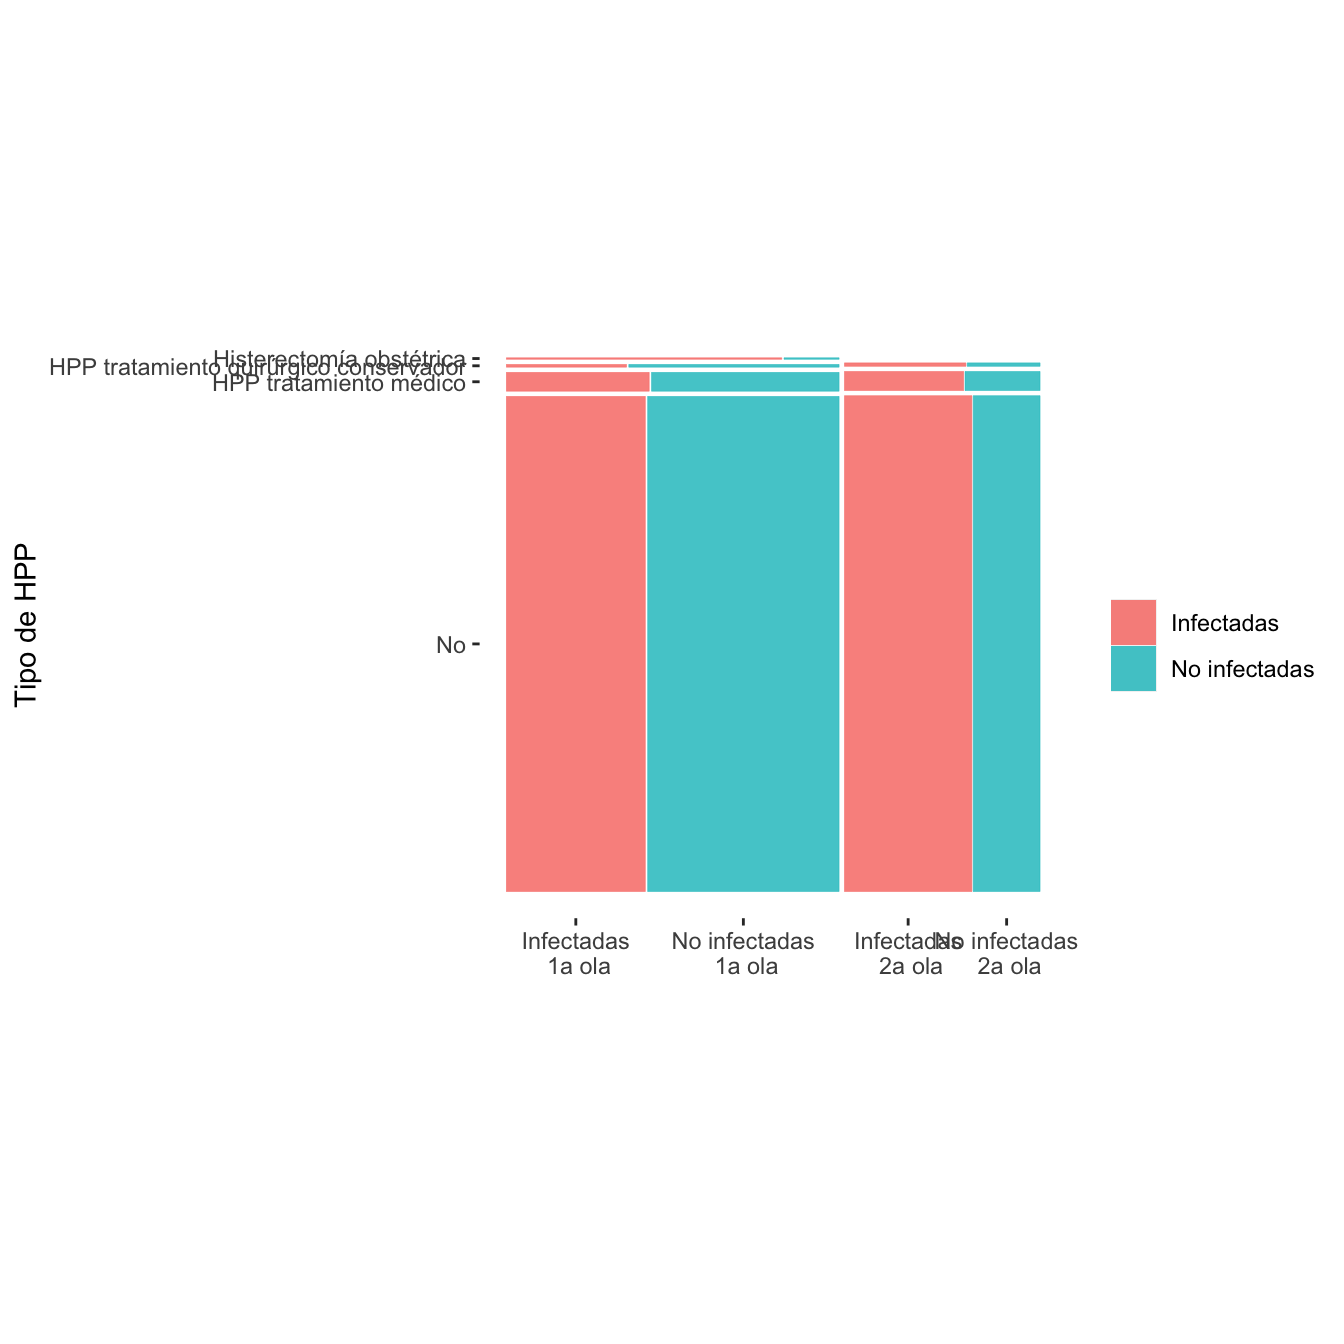 Histerectomía obstétrica
HPP tratamiento quirúrgico conservador
HPP tratamiento médico
No
Tipo de HPP
Infectadas
No infectadas
Infectadas
1a ola
No infectadas
1a ola
Infectadas
2a ola
No infectadas
2a ola